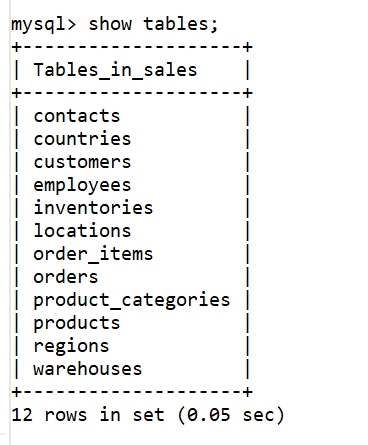 mysql> show tables;
+--------------------+
| Tables_in_sales    |
+--------------------+
| contacts           |
| countries          |
| customers          |
| employees          |
| inventories        |
| locations          |
| order_items        |
| orders             |
| product_categories |
| products           |
| regions            |
| warehouses         |
+--------------------+
12 rows in set (0.05 sec)